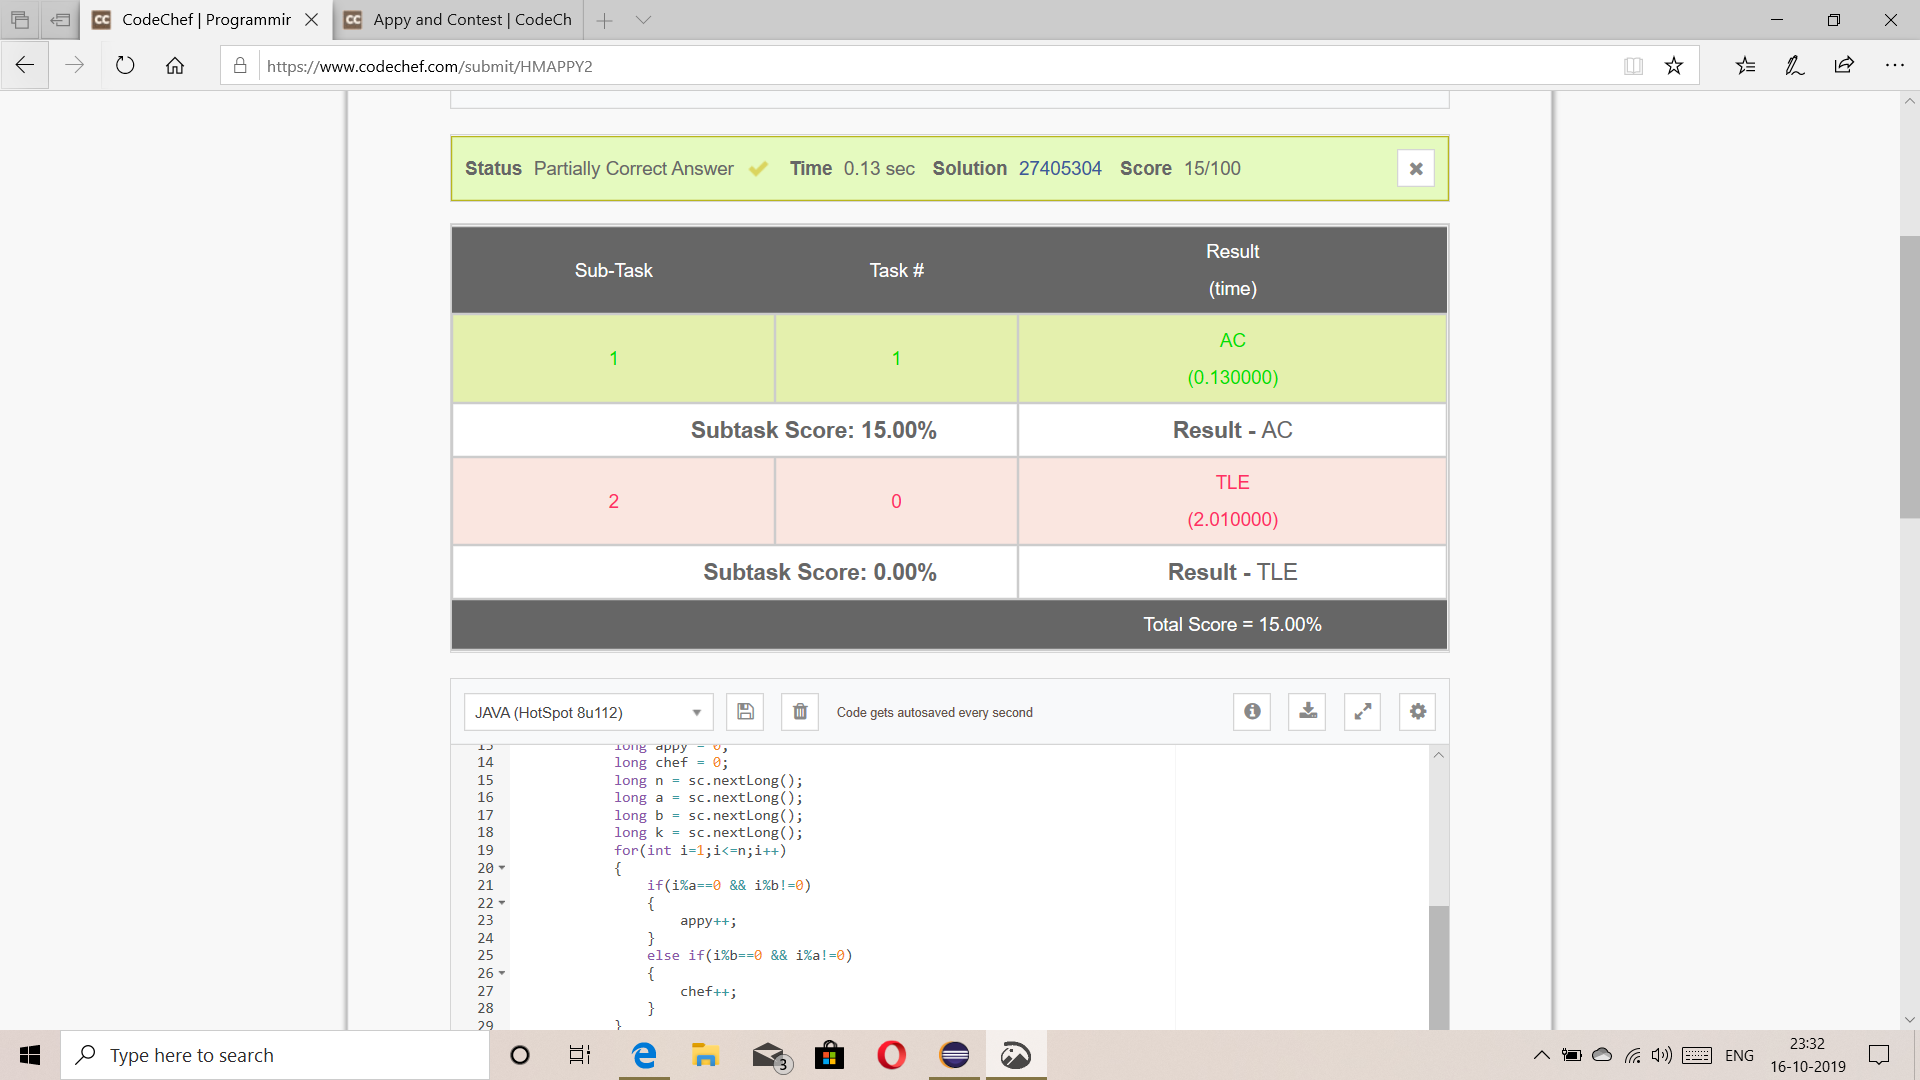 CodeChef | Programmir
Appy and Contest | CodeCh
https://www.codechef.com/submit/HMAPPY2
Status Partially Correct Answer Time 0.13 sec Solution 27405304 Score 15/100
Sub-Task Task # Result (time)
1 1 AC (0.130000)
Subtask Score: 15.00% Result - AC
2 0 TLE (2.010000)
Subtask Score: 0.00% Result - TLE
Total Score = 15.00%
JAVA (HotSpot 8u112) Code gets autosaved every second
13 long appy = 0;
14 long chef = 0;
15 long n = sc.nextLong();
16 long a = sc.nextLong();
17 long b = sc.nextLong();
18 long k = sc.nextLong();
19 for(int i=1;i<=n;i++)
20 {
21 if(i%a==0 && i%b!=0)
22 {
23 appy++;
24 }
25 else if(i%b==0 && i%a!=0)
26 {
27 chef++;
28 }
29 }
Type here to search
3
ENG
23:32
16-10-2019